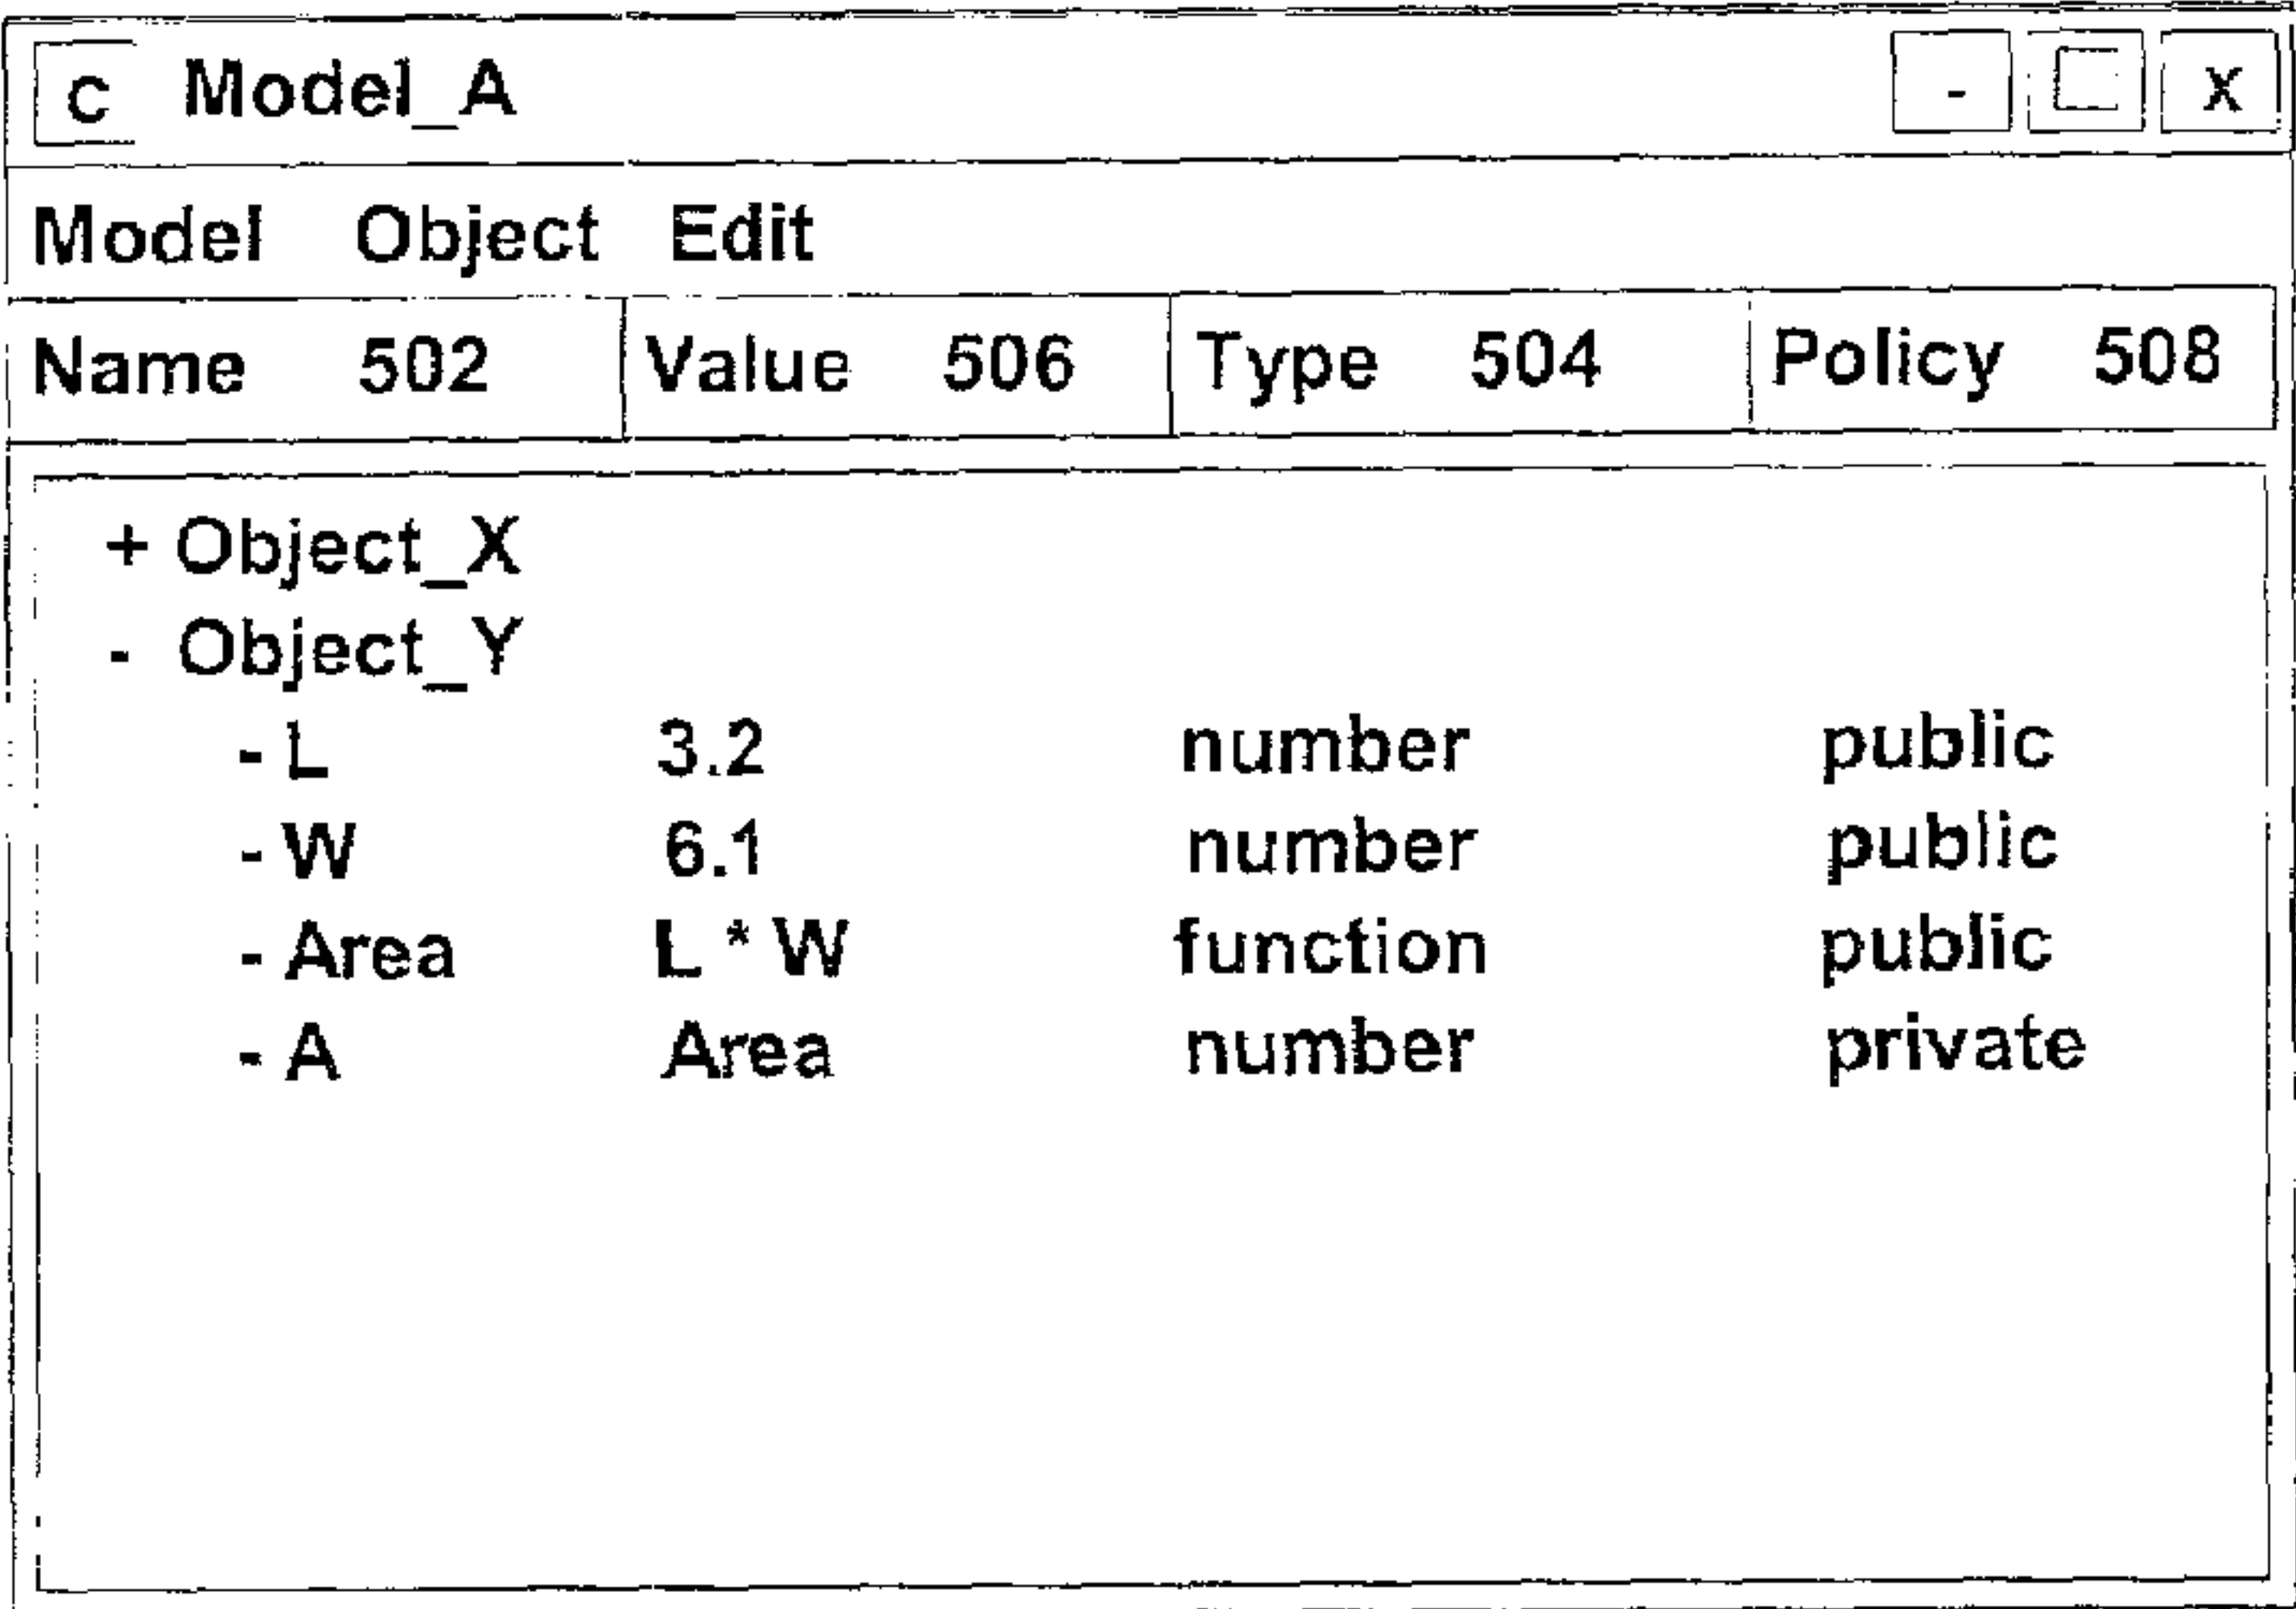 c Model_A - x
Model Object Edit
Name 502 Value 506 Type 504 Policy 508
+ Object_X
- Object_Y
- L 3.2 number public
- W 6.1 number public
- Area L * W function public
- A Area number private